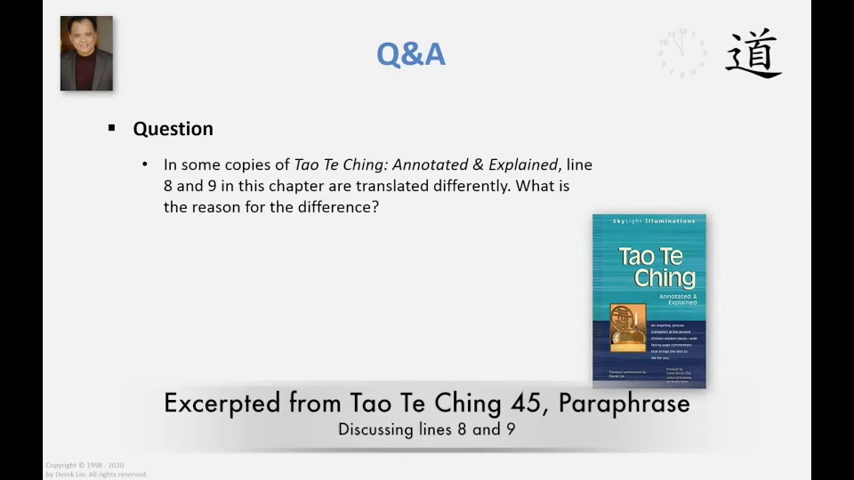 Q&A
道
Question
In some copies of Tao Te Ching: Annotated & Explained, line
8 and 9 in this chapter are translated differently. What is
the reason for the difference?
SkyLight Illuminations
Tao Te
Ching
Annotated &
Explained
Excerpted from Tao Te Ching 45, Paraphrase
Discussing lines 8 and 9
Copyright © 1998 - 2020
by Derek Lin. All rights reserved.